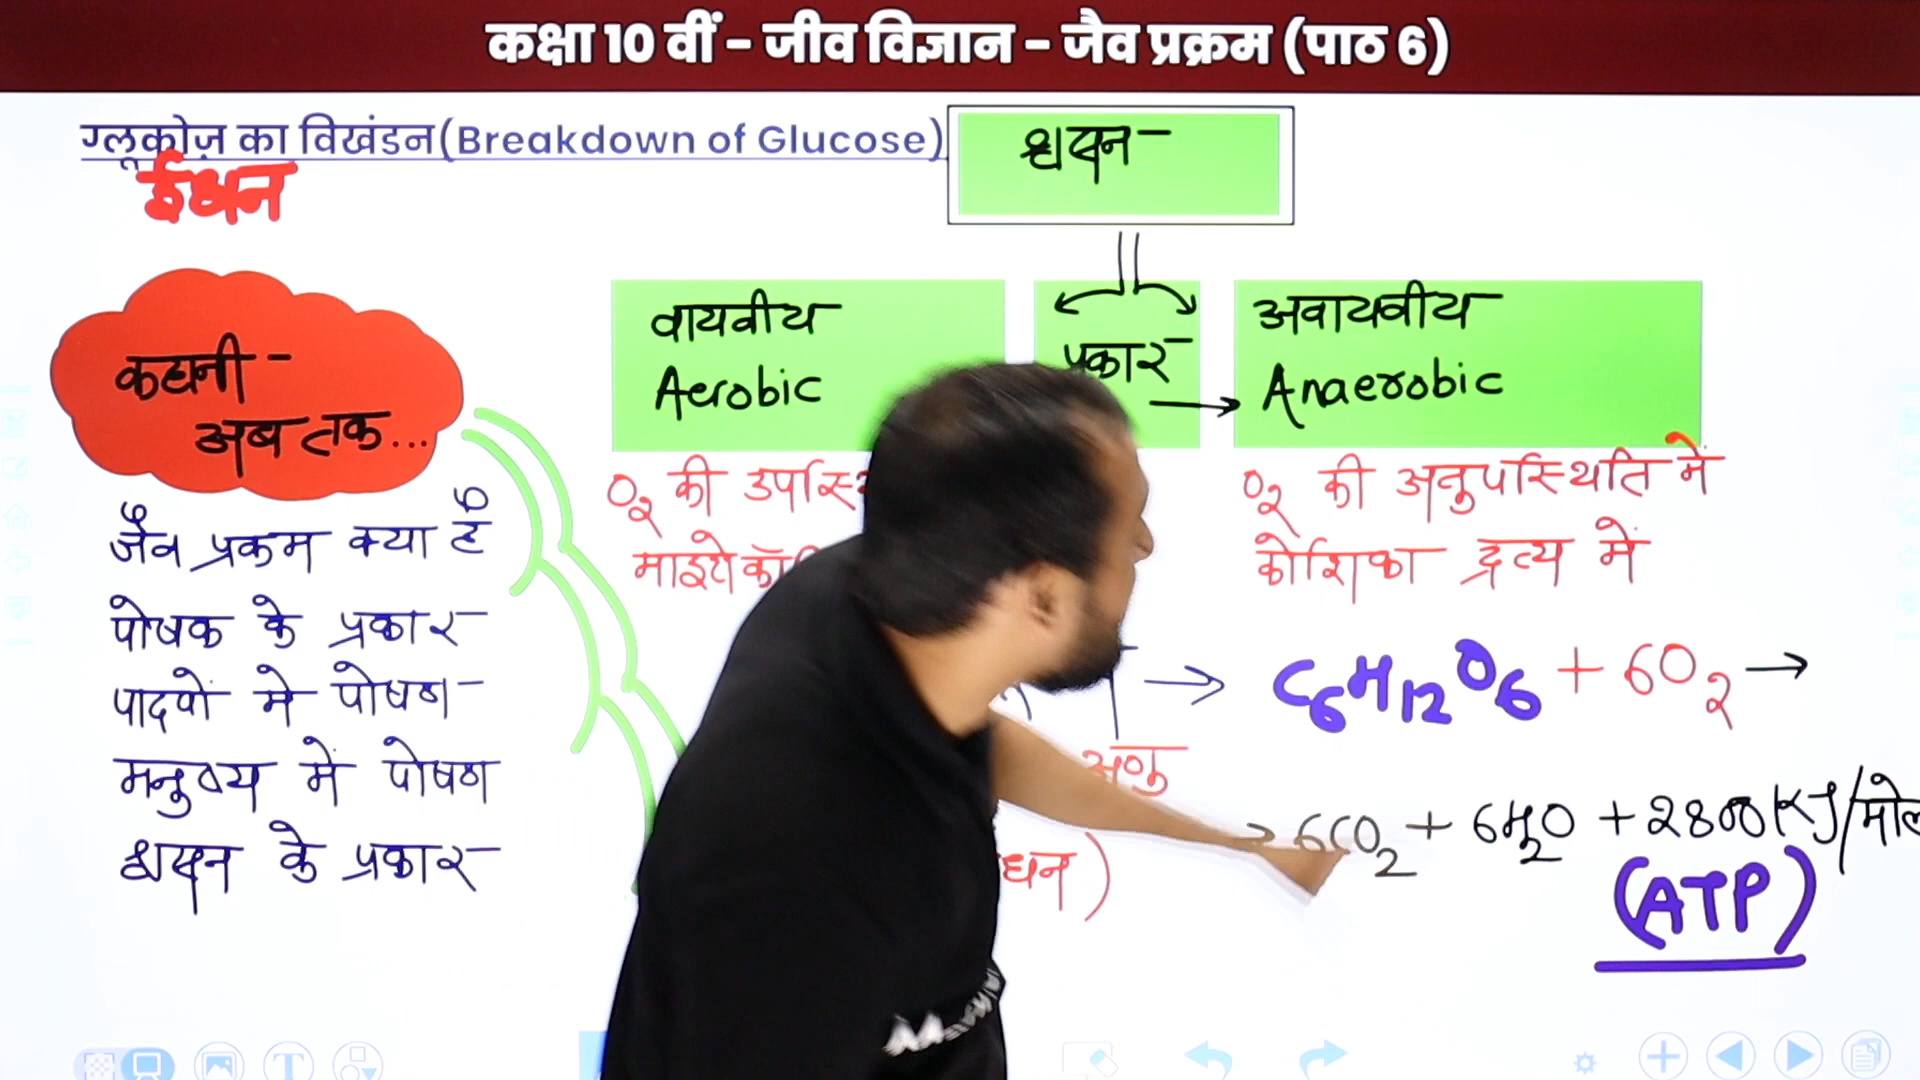 कक्षा 10 वीं - जीव विज्ञान - जैव प्रक्रम (पाठ 6)
ग्लूकोज़ का विखंडन(Breakdown of Glucose)
श्वसन
ईंधन
वायवीय
Aerobic
प्रकार
अवायवीय
Anaerobic
कहानी
अब तक...
O2 की
O2 की अनुपस्थिति में
कोशिका द्रव्य में
जैव प्रक्रम क्या है
पोषक के प्रकार
पादपों में पोषण
मनुष्य में पोषण
श्वसन के प्रकार
C6H12O6 + 6O2 →
अणु
→ 6CO2 + 6H2O + 2800 KJ/मोल
(ATP)